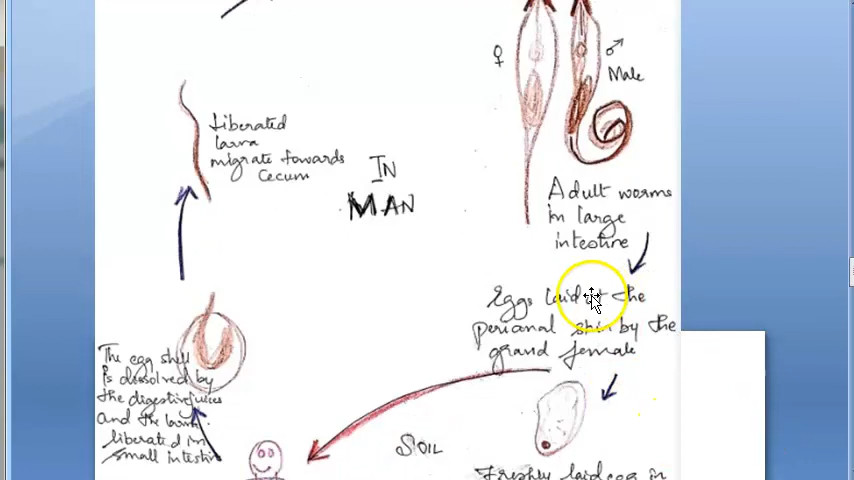 ♀
♂
Male
Liberated
larva
migrate towards
Cecum
IN
MAN
Adult worms
in large
intestine
Eggs laid at the
perianal skin by the
grand female
The egg shell
is dissolved by
the digestive juices
and the larva
liberated in
small intestin
SOIL
Freshly laid egg in